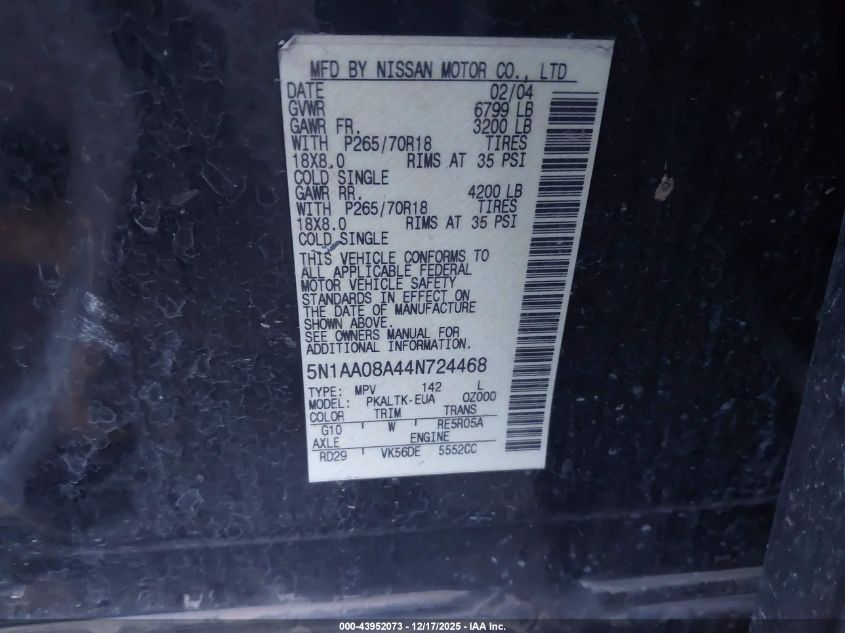 MFD BY NISSAN MOTOR CO., LTD
DATE 02/04
GVWR 6799 LB
GAWR FR. 3200 LB
WITH P265/70R18 TIRES
18X8.0 RIMS AT 35 PSI
COLD SINGLE
GAWR RR. 4200 LB
WITH P265/70R18 TIRES
18X8.0 RIMS AT 35 PSI
COLD SINGLE
THIS VEHICLE CONFORMS TO
ALL APPLICABLE FEDERAL
MOTOR VEHICLE SAFETY
STANDARDS IN EFFECT ON
THE DATE OF MANUFACTURE
SHOWN ABOVE.
SEE OWNERS MANUAL FOR
ADDITIONAL INFORMATION.
5N1AA08A44N724468
TYPE: MPV 142 L
MODEL: PKALTK-EUA OZ000
COLOR TRIM TRANS
G10 W RE5R05A
AXLE ENGINE
RD29 VK56DE 5552CC
000-43952073 - 12/17/2025 - IAA Inc.